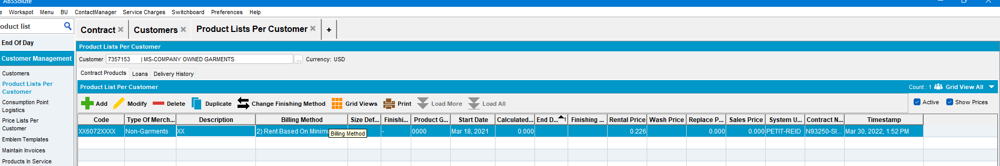 ABSSolute
e Workspot Menu BU ContactManager Service Charges Switchboard Preferences Help
oduct list
Contract Customers Product Lists Per Customer +
End Of Day
Customer Management
Customers
Product Lists Per
Customer
Consumption Point
Logistics
Price Lists Per
Customer
Emblem Templates
Maintain Invoices
Products In Service
Product Lists Per Customer
Customer 7357153 | MS-COMPANY OWNED GARMENTS ... Currency: USD
Contract Products Loans Delivery History
Product List Per Customer Count : 1 Grid View All
Add Modify Delete Duplicate Change Finishing Method Grid Views Print Load More Load All Active Show Prices
Code Type Of Merch... Description Billing Method Size Def... Finishi... Product G... Start Date Calculated... End D... 1 Finishing ... Rental Price Wash Price Replace P... Sales Price System U... Contract N... Timestamp
XX6072XXXX Non-Garments XX 2) Rent Based On Minim - 0000 Mar 18, 2021 0.000 0.226 0.000 0.000 PETIT-REID N93250-SI... Mar 30, 2022, 1:52 PM
Billing Method